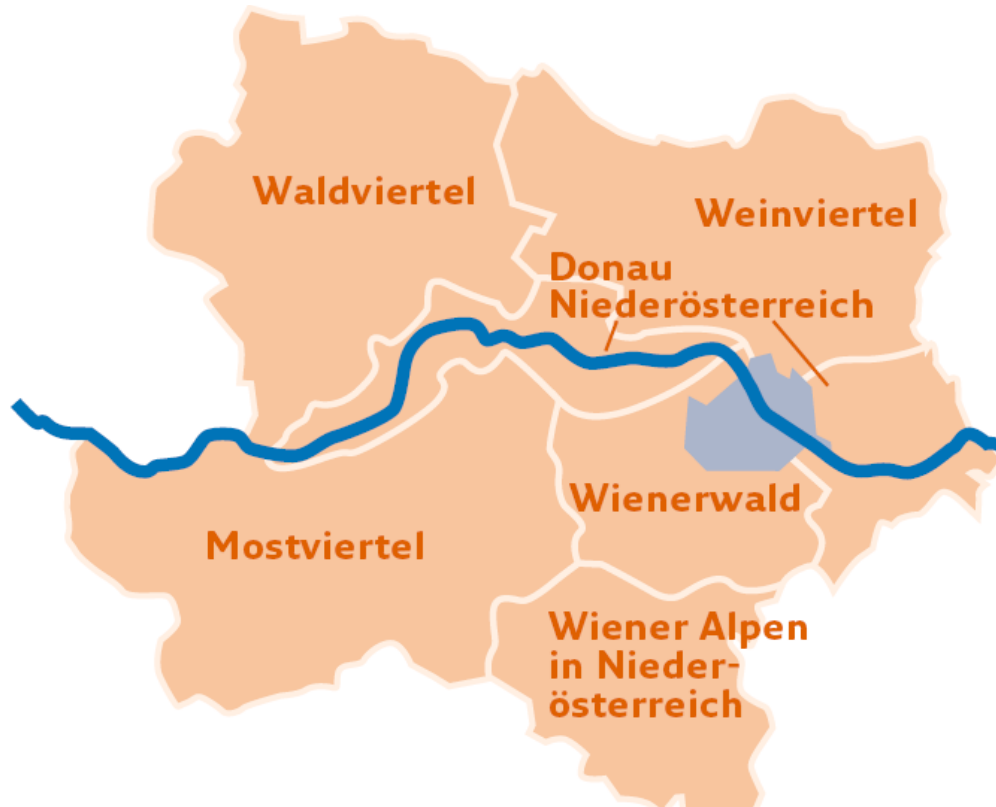 Waldviertel
Weinviertel
Donau
Niederösterreich
Wienerwald
Mostviertel
Wiener Alpen
in Nieder-
österreich